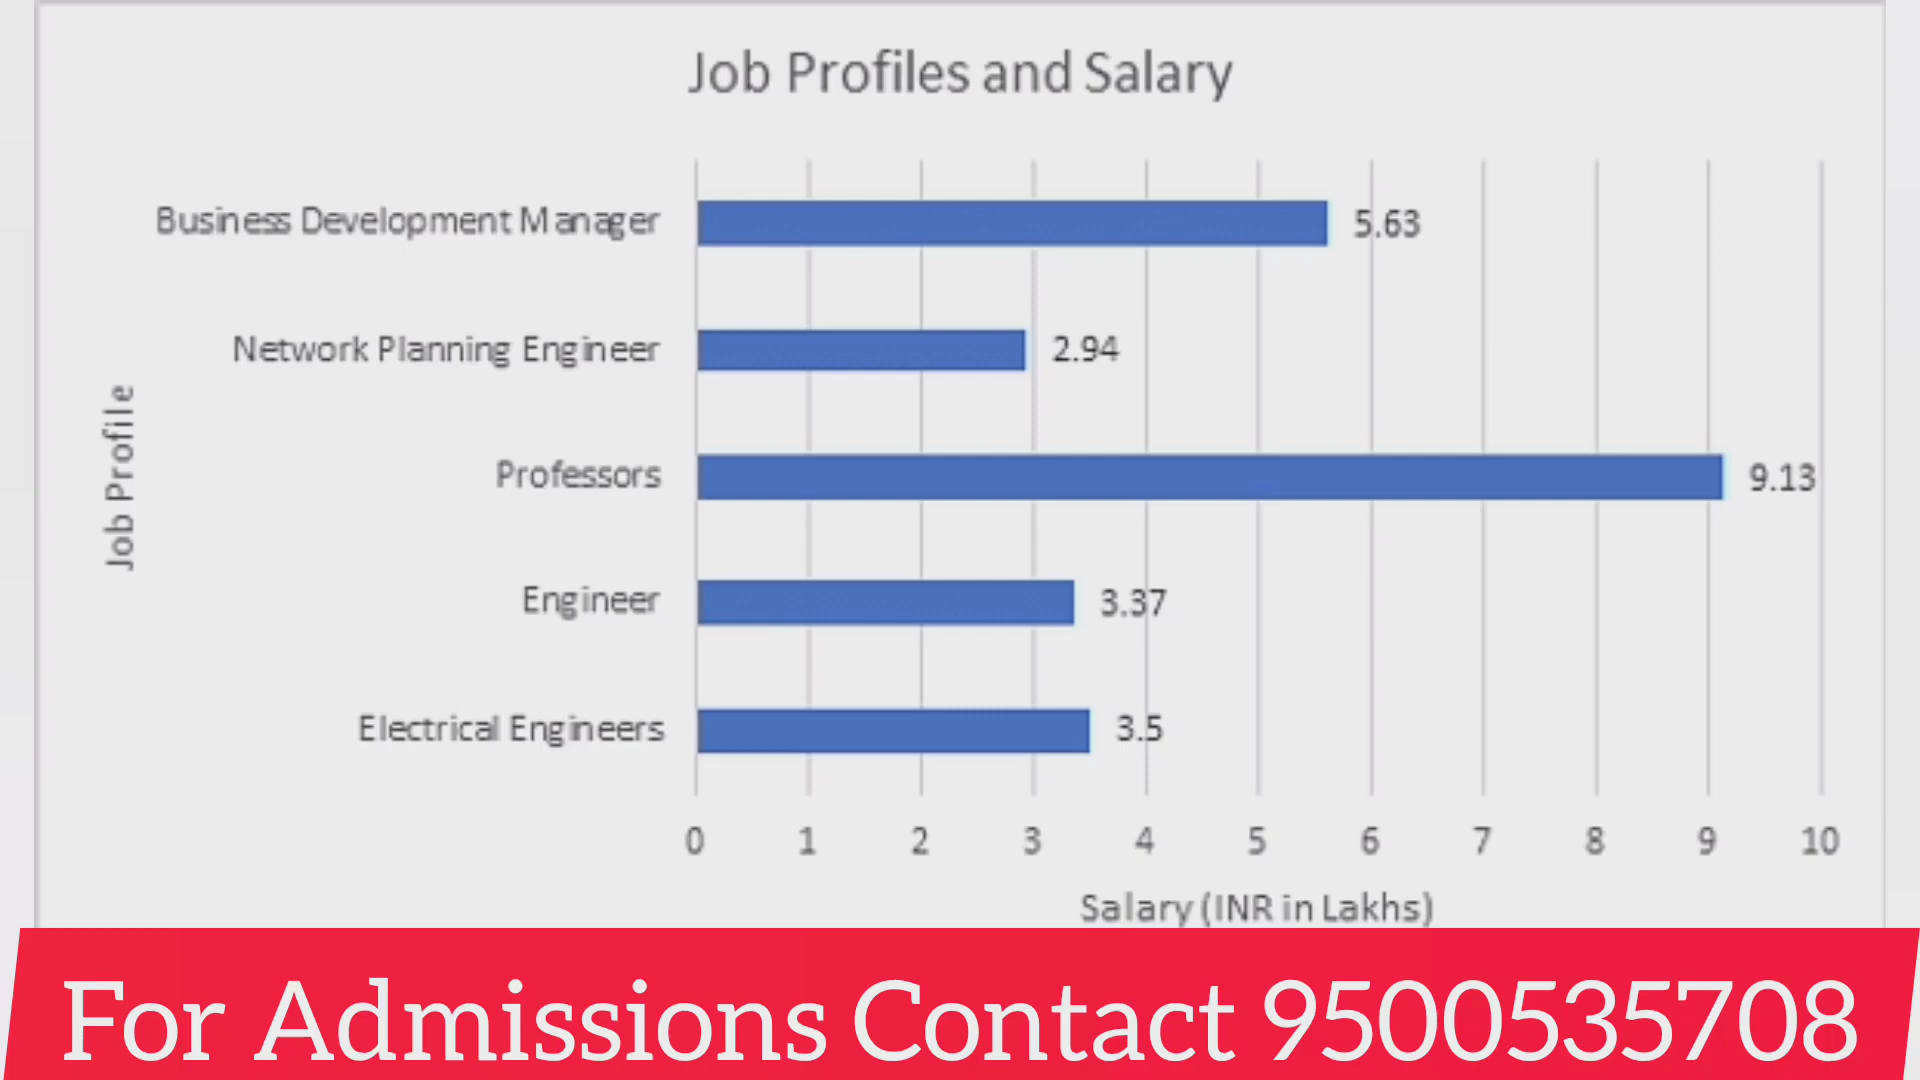 Job Profiles and Salary
Business Development Manager 5.63
Network Planning Engineer 2.94
Professors 9.13
Engineer 3.37
Electrical Engineers 3.5
Job Profile
0 1 2 3 4 5 6 7 8 9 10
Salary (INR in Lakhs)
For Admissions Contact 9500535708